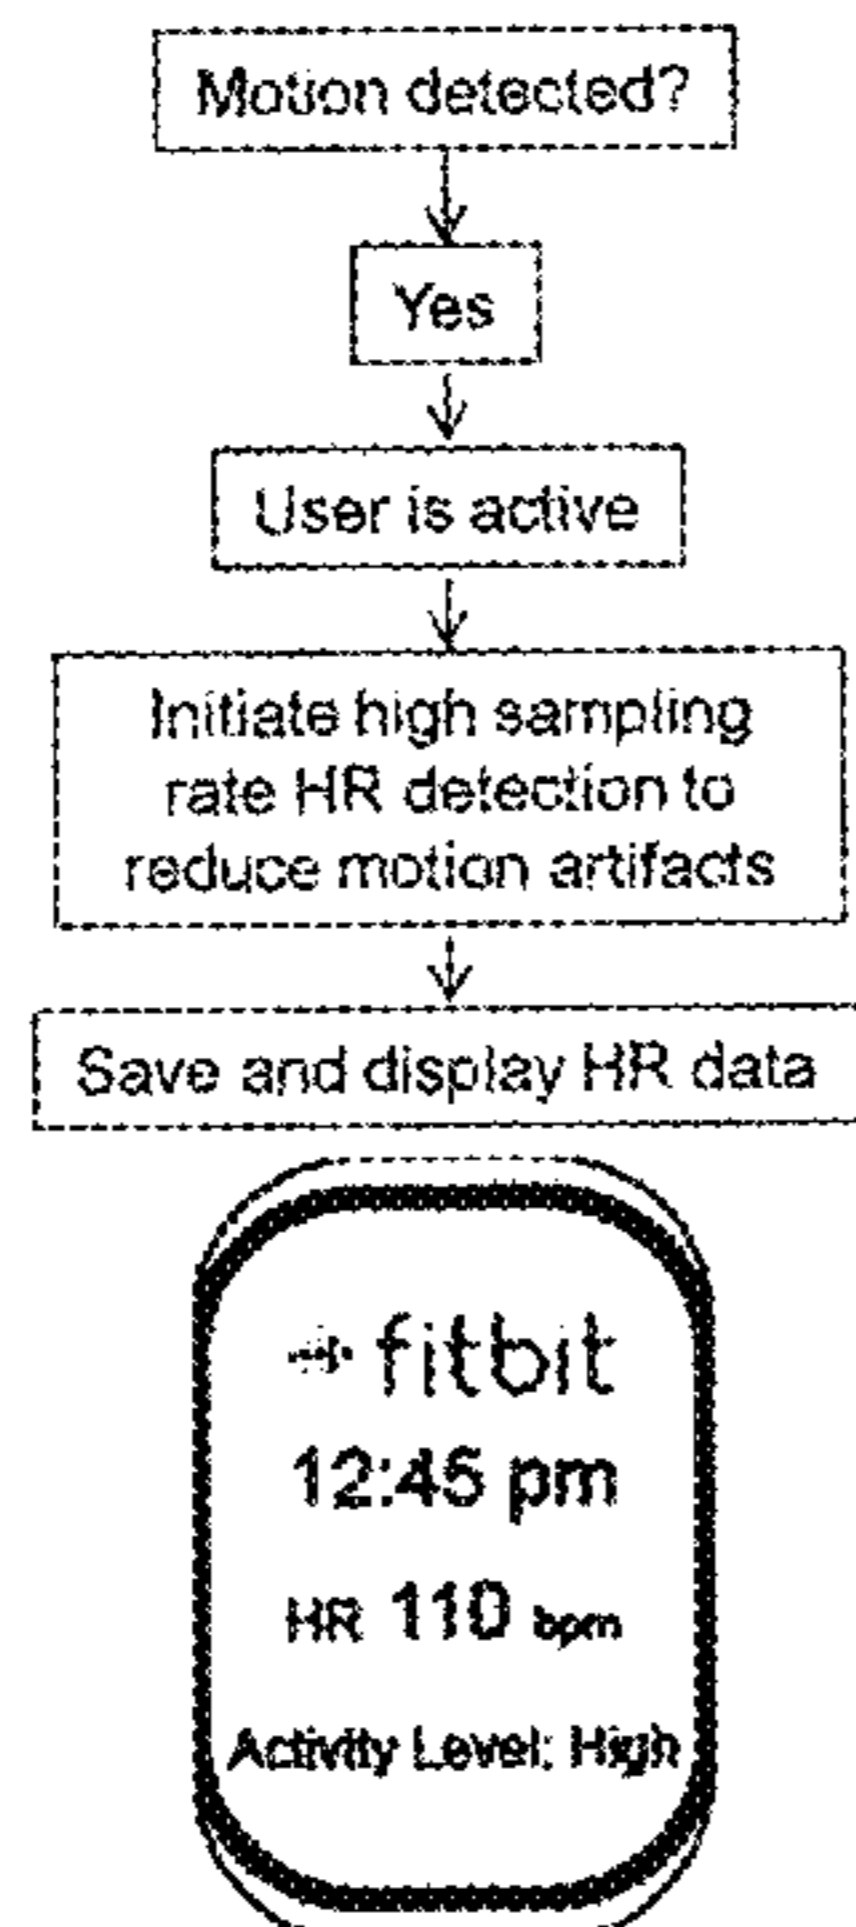 Motion detected?
Yes
User is active
Initiate high sampling
rate HR detection to
reduce motion artifacts
Save and display HR data
fitbit
12:45 pm
HR 110 bpm
Activity Level: High